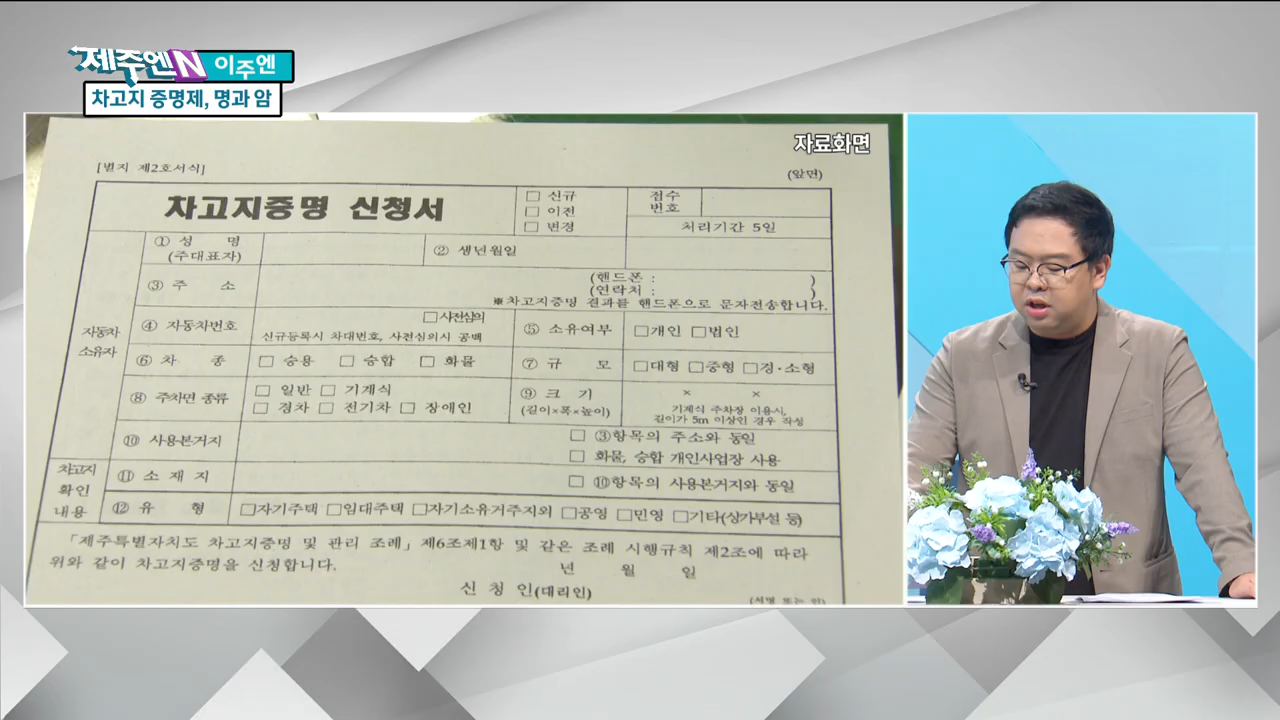 제주엔N 이주엔
차고지 증명제, 명과 암
자료화면
[별지 제2호서식]
(앞면)
차고지증명 신청서
□ 신규
□ 이전
□ 변경
접수
번호
처리기간 5일
자동차
소유자
① 성 명
(주대표자)
② 생년월일
③ 주 소
(핸드폰 : )
(연락처 : )
※차고지증명 결과를 핸드폰으로 문자전송합니다.
④ 자동차번호
□사전심의
신규등록시 차대번호, 사전심의시 공백
⑤ 소유여부
□개인 □법인
⑥ 차 종
□ 승용 □ 승합 □ 화물
⑦ 규 모
□대형 □중형 □경·소형
⑧ 주차면 종류
□ 일반 □ 기계식
□ 경차 □ 전기차 □ 장애인
⑨ 크 기
(길이×폭×높이)
× ×
기계식 주차장 이용시,
길이가 5m 이상인 경우 작성
⑩ 사용본거지
□ ③항목의 주소와 동일
□ 화물, 승합 개인사업장 사용
차고지
확인
내용
⑪ 소 재 지
□ ⑩항목의 사용본거지와 동일
⑫ 유 형
□자기주택 □임대주택 □자기소유거주지외 □공영 □민영 □기타(상가부설 등)
「제주특별자치도 차고지증명 및 관리 조례」 제6조제1항 및 같은 조례 시행규칙 제2조에 따라
위와 같이 차고지증명을 신청합니다.
년 월 일
신 청 인(대리인)
(서명 또는 인)